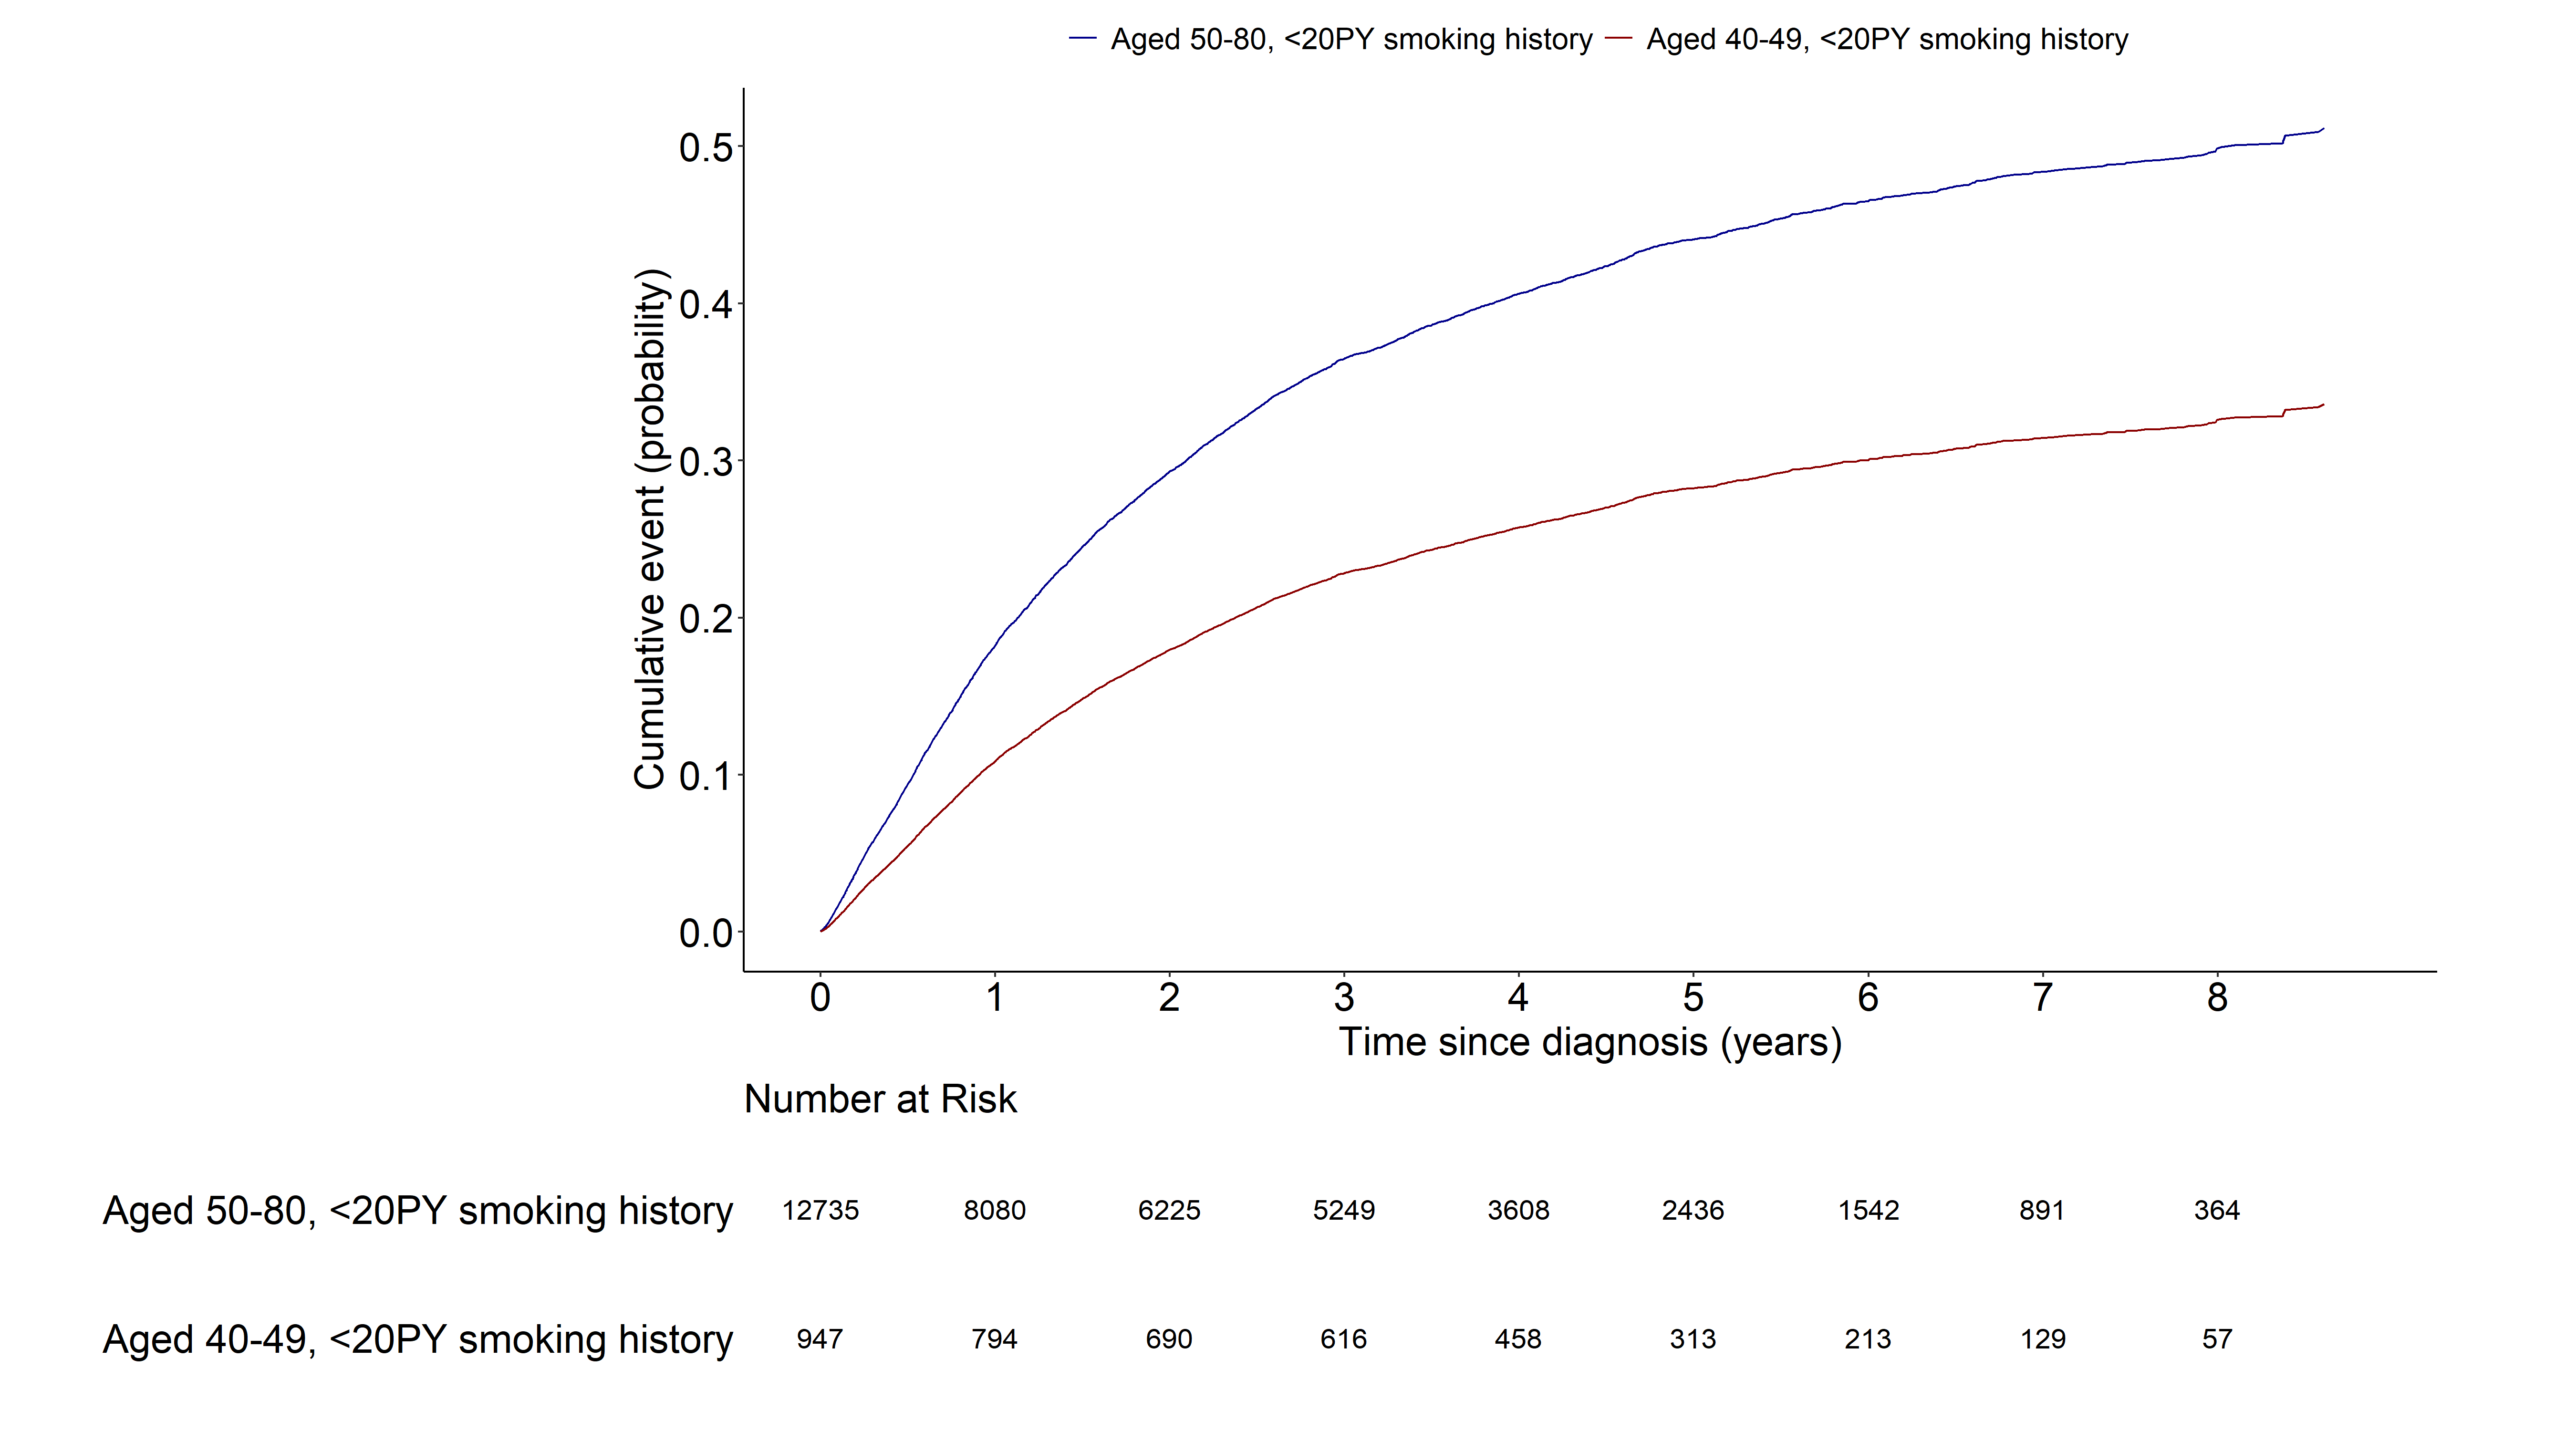 Aged 50-80, <20PY smoking history Aged 40-49, <20PY smoking history
Cumulative event (probability)
0.5
0.4
0.3
0.2
0.1
0.0
0 1 2 3 4 5 6 7 8
Time since diagnosis (years)
Number at Risk
Aged 50-80, <20PY smoking history 12735 8080 6225 5249 3608 2436 1542 891 364
Aged 40-49, <20PY smoking history 947 794 690 616 458 313 213 129 57